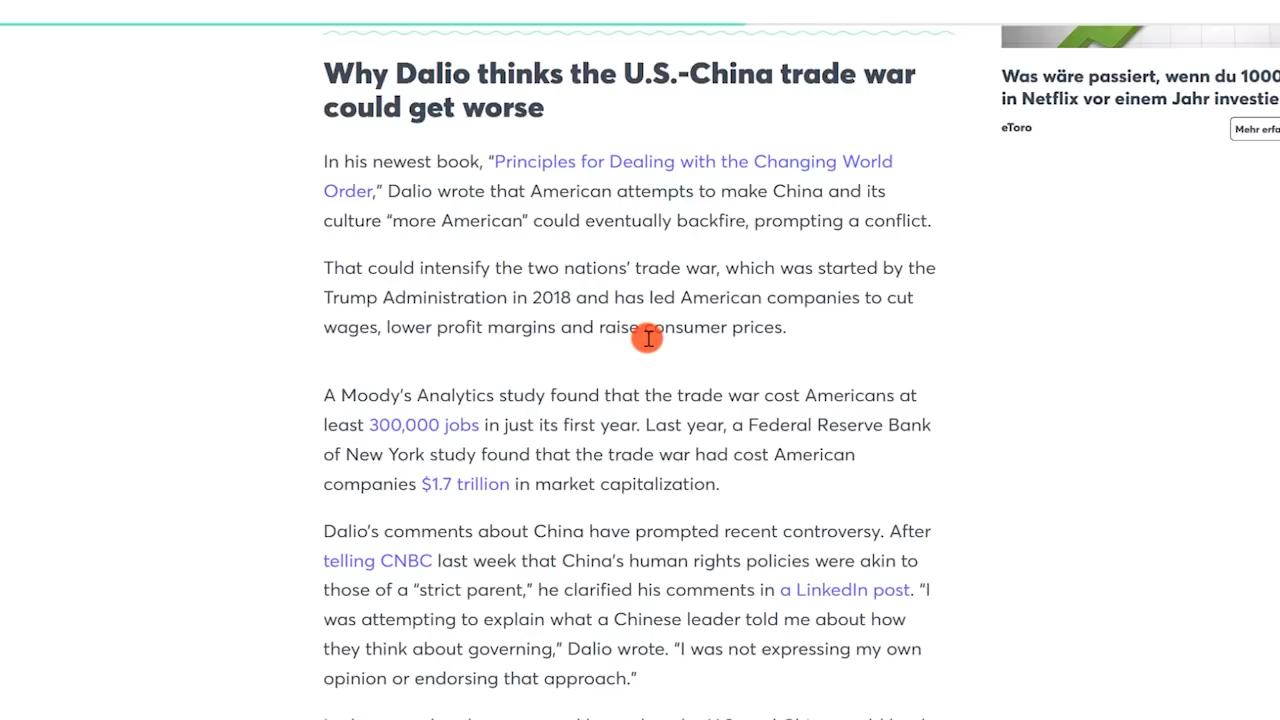 Why Dalio thinks the U.S.-China trade war
could get worse
In his newest book, “Principles for Dealing with the Changing World
Order,” Dalio wrote that American attempts to make China and its
culture “more American” could eventually backfire, prompting a conflict.
That could intensify the two nations’ trade war, which was started by the
Trump Administration in 2018 and has led American companies to cut
wages, lower profit margins and raise consumer prices.
A Moody’s Analytics study found that the trade war cost Americans at
least 300,000 jobs in just its first year. Last year, a Federal Reserve Bank
of New York study found that the trade war had cost American
companies $1.7 trillion in market capitalization.
Dalio’s comments about China have prompted recent controversy. After
telling CNBC last week that China’s human rights policies were akin to
those of a “strict parent,” he clarified his comments in a LinkedIn post. “I
was attempting to explain what a Chinese leader told me about how
they think about governing,” Dalio wrote. “I was not expressing my own
opinion or endorsing that approach.”
Was wäre passiert, wenn du 1000
in Netflix vor einem Jahr investie
eToro
Mehr erfa